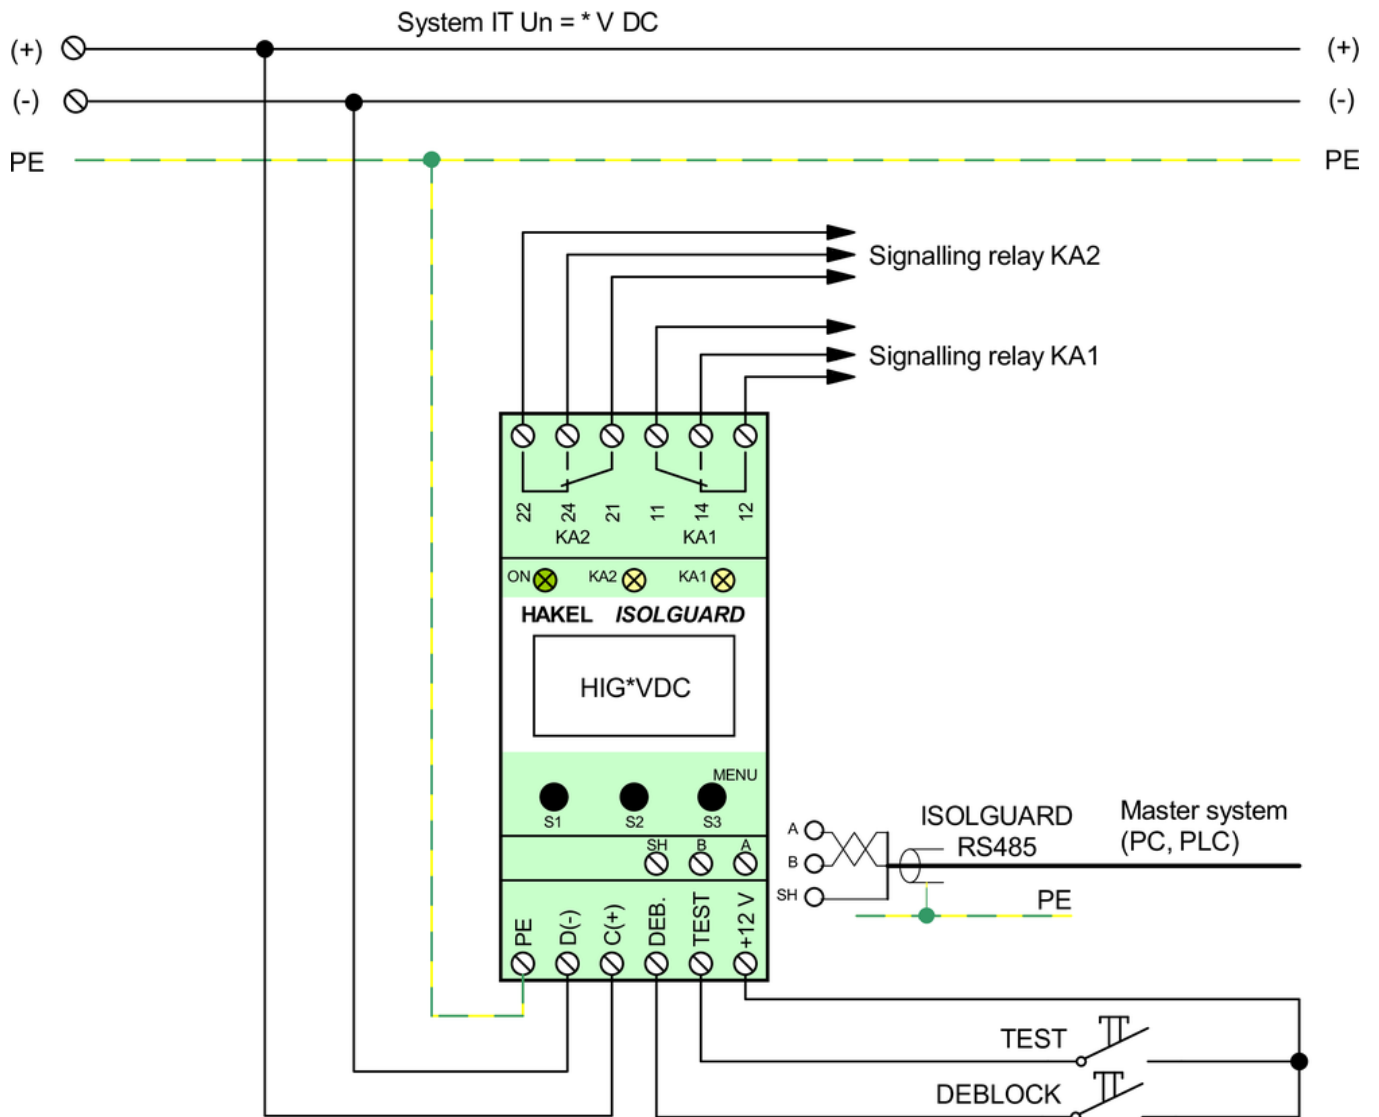 System IT Un = * V DC
(+) (+)
(-) (-)
PE PE
Signalling relay KA2
Signalling relay KA1
22 24 21 11 14 12
KA2 KA1
ON KA2 KA1
HAKEL ISOLGUARD
HIG*VDC
MENU
S1 S2 S3
SH B A
PE D(-) C(+) DEB. TEST +12 V
A
B
SH
ISOLGUARD
RS485
Master system
(PC, PLC)
PE
TEST
DEBLOCK